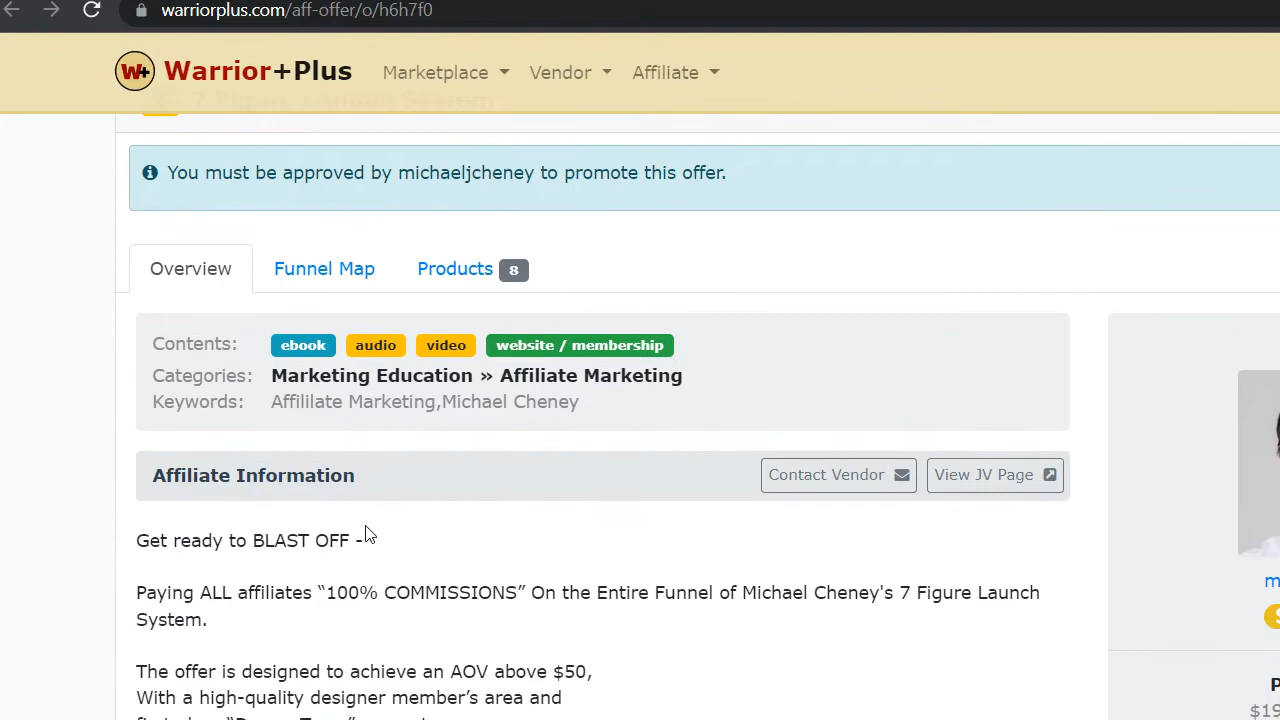 warriorplus.com/aff-offer/o/h6h7f0
W+ Warrior+Plus Marketplace Vendor Affiliate
You must be approved by michaeljcheney to promote this offer.
Overview Funnel Map Products 8
Contents: ebook audio video website / membership
Categories: Marketing Education » Affiliate Marketing
Keywords: Affililate Marketing,Michael Cheney
Affiliate Information Contact Vendor View JV Page
Get ready to BLAST OFF -
Paying ALL affiliates “100% COMMISSIONS” On the Entire Funnel of Michael Cheney's 7 Figure Launch
System.
The offer is designed to achieve an AOV above $50,
With a high-quality designer member’s area and